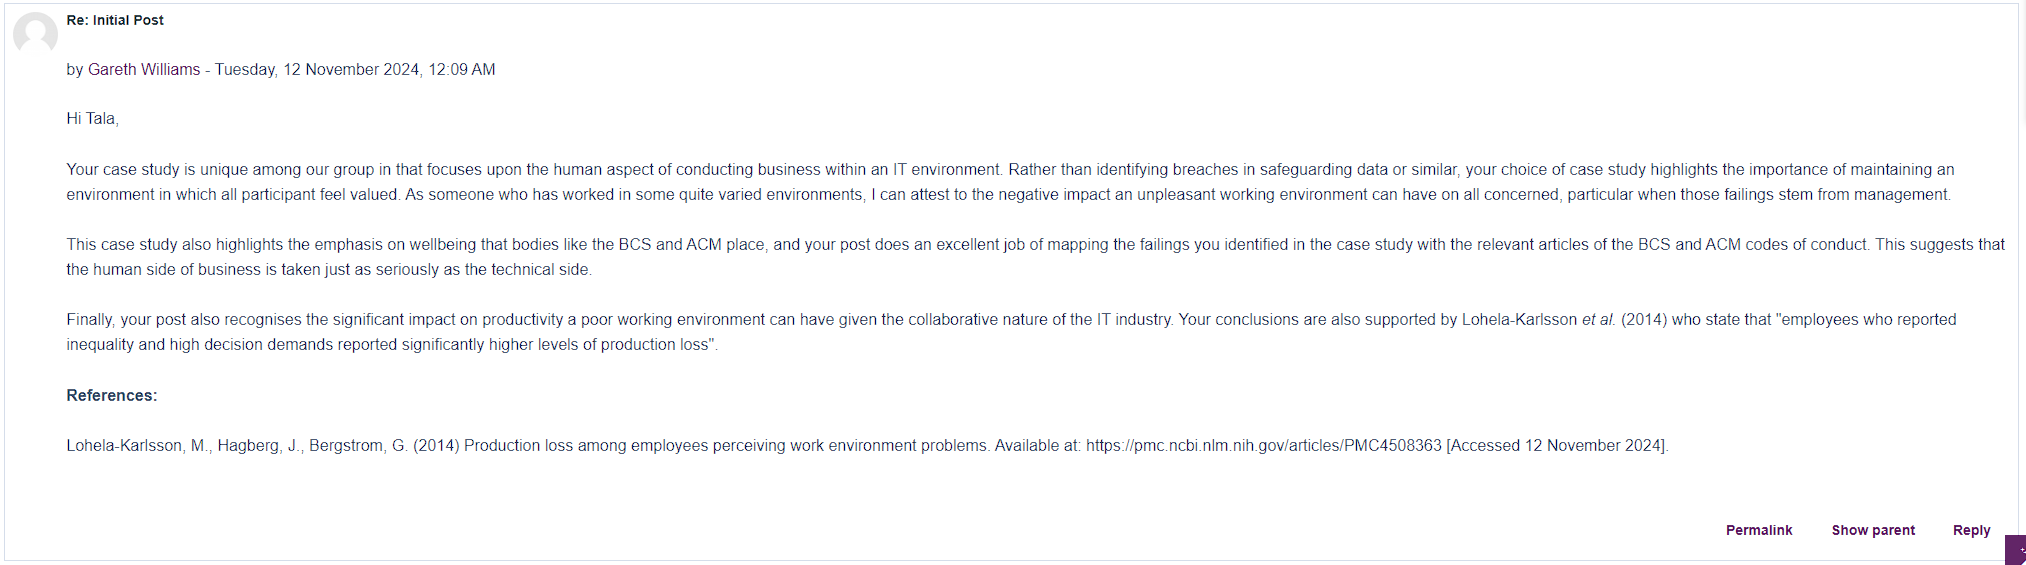 Re: Initial Post
by Gareth Williams - Tuesday, 12 November 2024, 12:09 AM
Hi Tala,
Your case study is unique among our group in that focuses upon the human aspect of conducting business within an IT environment. Rather than identifying breaches in safeguarding data or similar, your choice of case study highlights the importance of maintaining an
environment in which all participant feel valued. As someone who has worked in some quite varied environments, I can attest to the negative impact an unpleasant working environment can have on all concerned, particular when those failings stem from management.
This case study also highlights the emphasis on wellbeing that bodies like the BCS and ACM place, and your post does an excellent job of mapping the failings you identified in the case study with the relevant articles of the BCS and ACM codes of conduct. This suggests that
the human side of business is taken just as seriously as the technical side.
Finally, your post also recognises the significant impact on productivity a poor working environment can have given the collaborative nature of the IT industry. Your conclusions are also supported by Lohela-Karlsson et al. (2014) who state that "employees who reported
inequality and high decision demands reported significantly higher levels of production loss".
References:
Lohela-Karlsson, M., Hagberg, J., Bergstrom, G. (2014) Production loss among employees perceiving work environment problems. Available at: https://pmc.ncbi.nlm.nih.gov/articles/PMC4508363 [Accessed 12 November 2024].
Permalink Show parent Reply